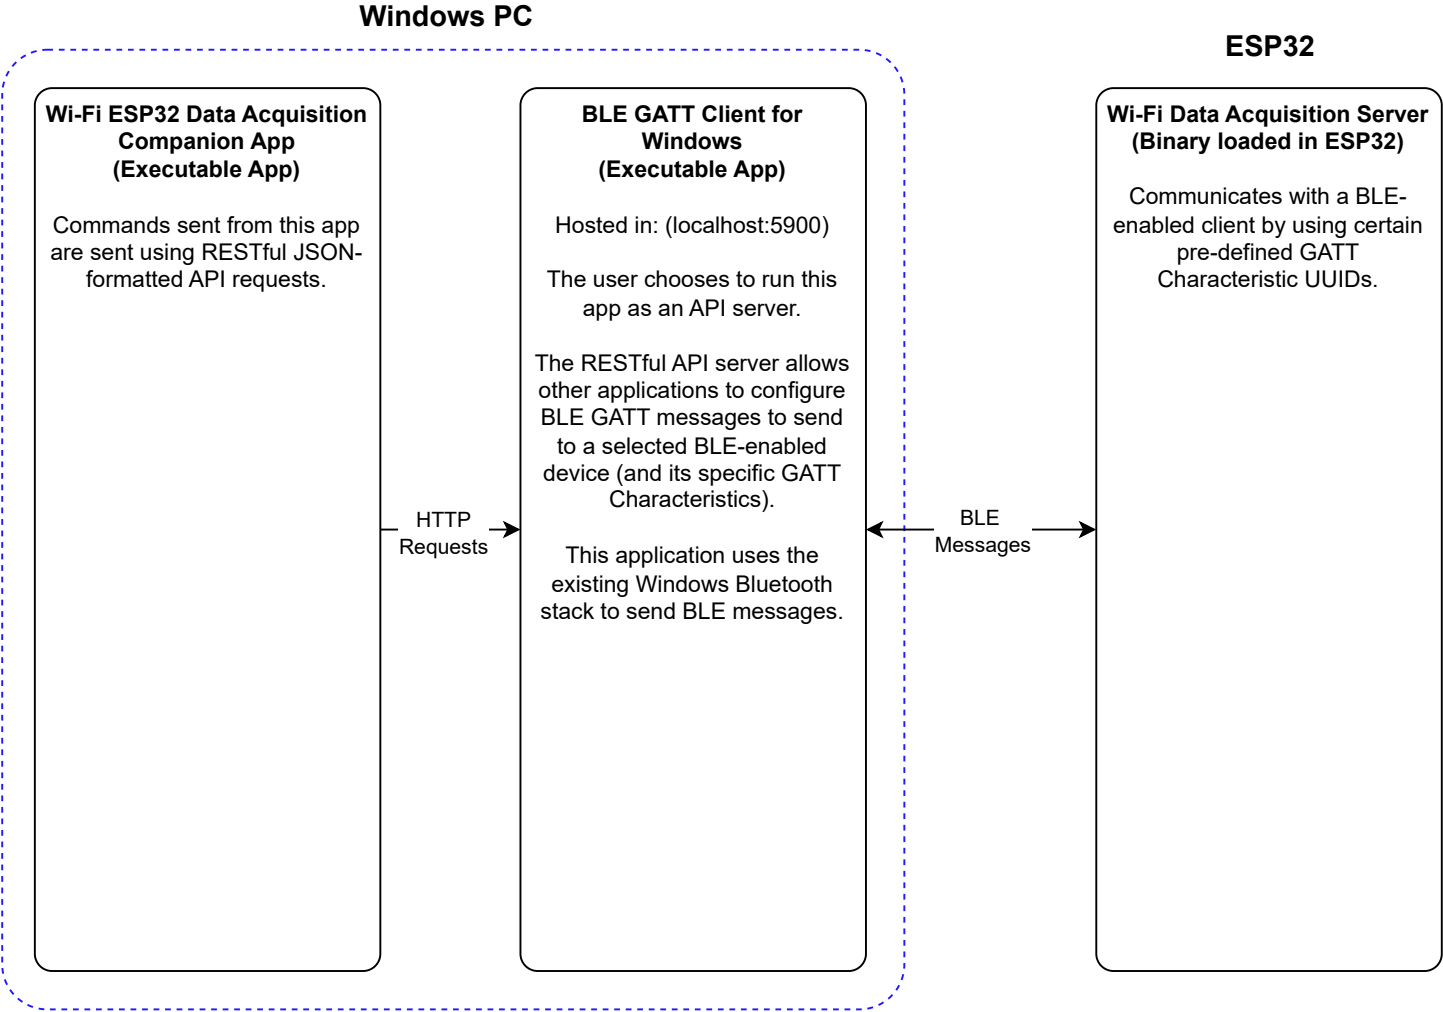 Windows PC
ESP32
Wi-Fi ESP32 Data Acquisition
Companion App
(Executable App)
Commands sent from this app
are sent using RESTful JSON-
formatted API requests.
HTTP
Requests
BLE GATT Client for
Windows
(Executable App)
Hosted in: (localhost:5900)
The user chooses to run this
app as an API server.
The RESTful API server allows
other applications to configure
BLE GATT messages to send
to a selected BLE-enabled
device (and its specific GATT
Characteristics).
This application uses the
existing Windows Bluetooth
stack to send BLE messages.
BLE
Messages
Wi-Fi Data Acquisition Server
(Binary loaded in ESP32)
Communicates with a BLE-
enabled client by using certain
pre-defined GATT
Characteristic UUIDs.